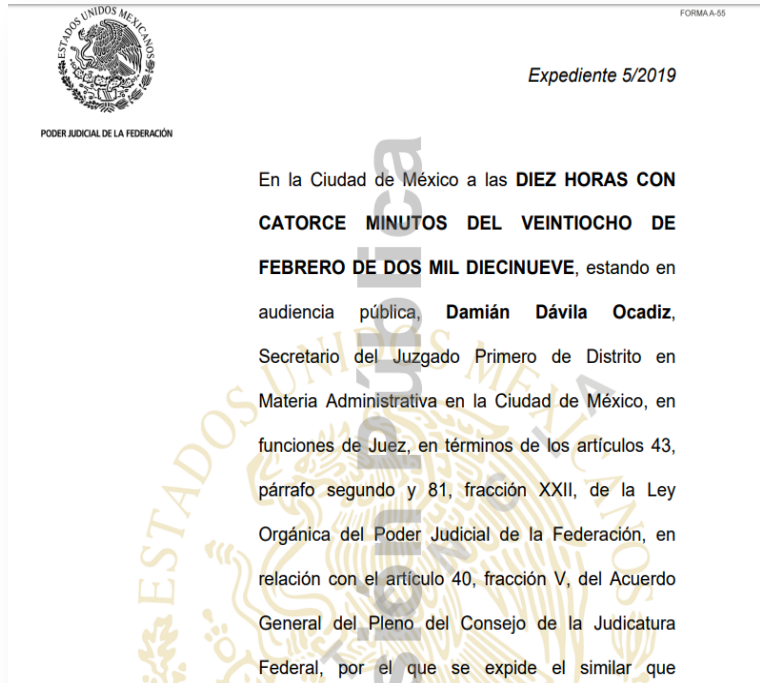 FORMA A-55
ESTADOS UNIDOS MEXICANOS
Expediente 5/2019
PODER JUDICIAL DE LA FEDERACIÓN
En la Ciudad de México a las DIEZ HORAS CON
CATORCE MINUTOS DEL VEINTIOCHO DE
FEBRERO DE DOS MIL DIECINUEVE, estando en
audiencia pública, Damián Dávila Ocadiz,
Secretario del Juzgado Primero de Distrito en
Materia Administrativa en la Ciudad de México, en
funciones de Juez, en términos de los artículos 43,
párrafo segundo y 81, fracción XXII, de la Ley
Orgánica del Poder Judicial de la Federación, en
relación con el artículo 40, fracción V, del Acuerdo
General del Pleno del Consejo de la Judicatura
Federal, por el que se expide el similar que
sión Pública
ESTADOS UNIDOS MEXICANOS